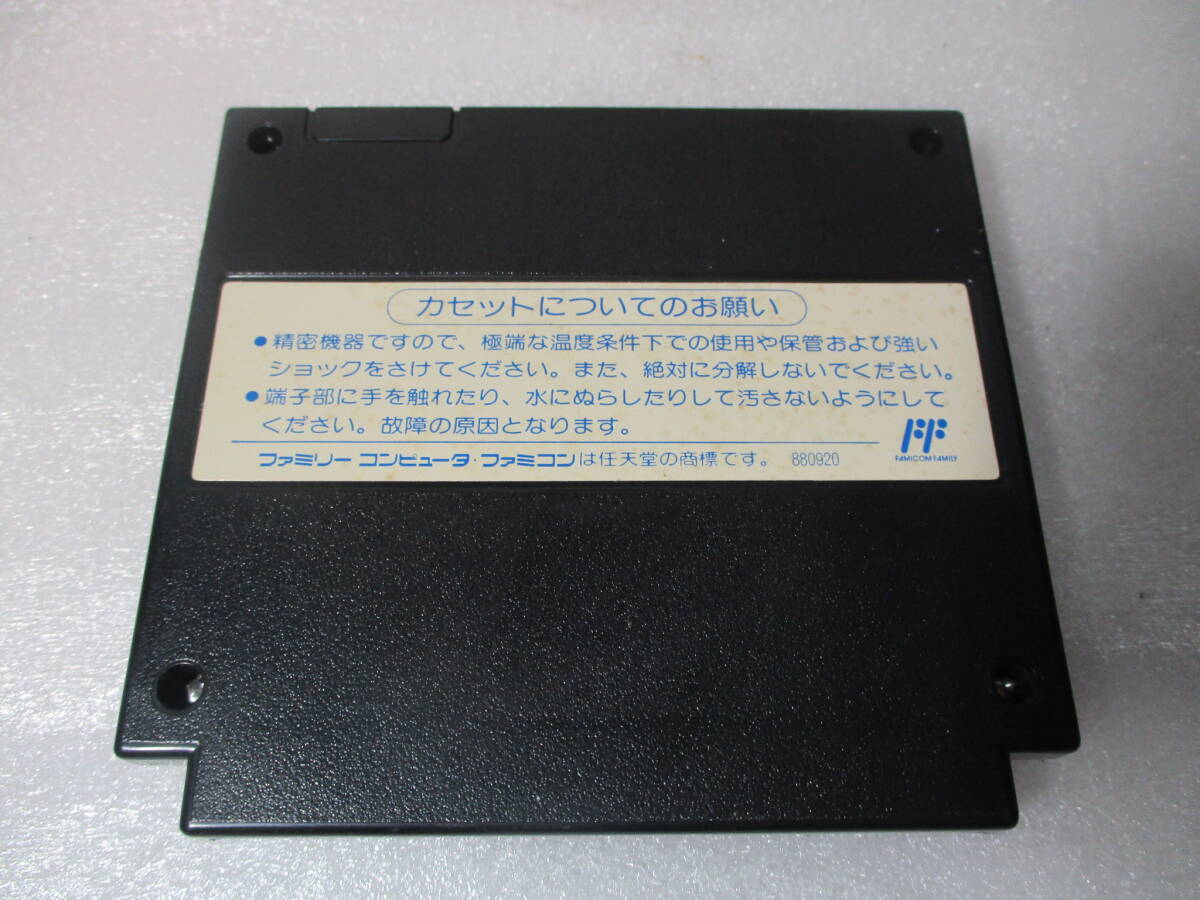 カセットについてのお願い
●精密機器ですので、極端な温度条件下での使用や保管および強い
ショックをさけてください。また、絶対に分解しないでください。
●端子部に手を触れたり、水にぬらしたりして汚さないようにして
ください。故障の原因となります。
ファミリー コンピュータ・ファミコンは任天堂の商標です。 880920
FF
FAMICOM FAMILY